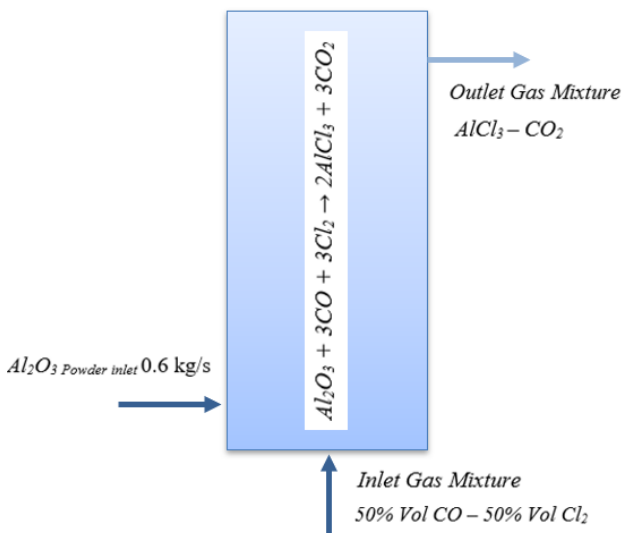 Outlet Gas Mixture
AlCl₃ – CO₂
Al₂O₃ + 3CO + 3Cl₂ → 2AlCl₃ + 3CO₂
Al₂O₃ Powder inlet 0.6 kg/s
Inlet Gas Mixture
50% Vol CO – 50% Vol Cl₂